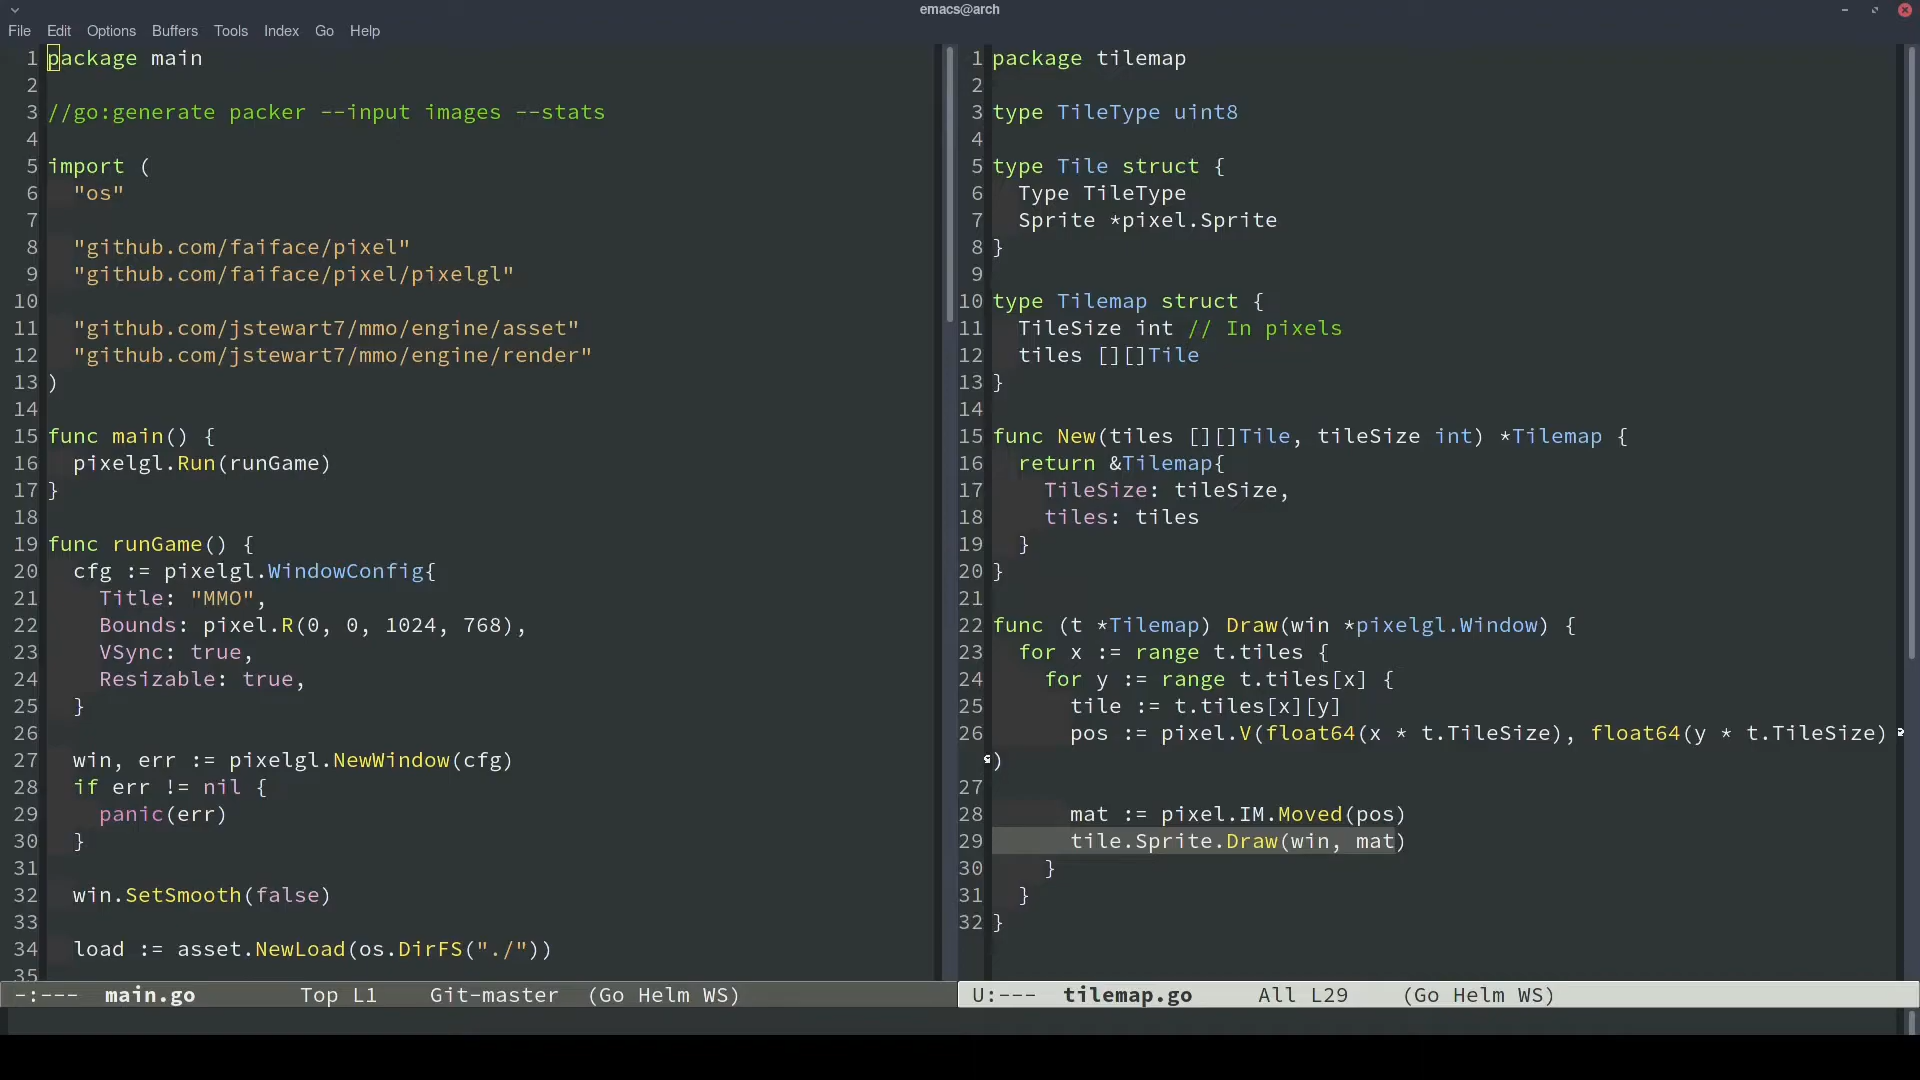 emacs@arch
File Edit Options Buffers Tools Index Go Help
1 package main
2
3 //go:generate packer --input images --stats
4
5 import (
6   "os"
7
8   "github.com/faiface/pixel"
9   "github.com/faiface/pixel/pixelgl"
10
11   "github.com/jstewart7/mmo/engine/asset"
12   "github.com/jstewart7/mmo/engine/render"
13 )
14
15 func main() {
16   pixelgl.Run(runGame)
17 }
18
19 func runGame() {
20   cfg := pixelgl.WindowConfig{
21     Title: "MMO",
22     Bounds: pixel.R(0, 0, 1024, 768),
23     VSync: true,
24     Resizable: true,
25   }
26
27   win, err := pixelgl.NewWindow(cfg)
28   if err != nil {
29     panic(err)
30   }
31
32   win.SetSmooth(false)
33
34   load := asset.NewLoad(os.DirFS("./"))
35
-:---  main.go        Top L1    Git-master  (Go Helm WS)
1 package tilemap
2
3 type TileType uint8
4
5 type Tile struct {
6   Type TileType
7   Sprite *pixel.Sprite
8 }
9
10 type Tilemap struct {
11   TileSize int // In pixels
12   tiles [][]Tile
13 }
14
15 func New(tiles [][]Tile, tileSize int) *Tilemap {
16   return &Tilemap{
17     TileSize: tileSize,
18     tiles: tiles
19   }
20 }
21
22 func (t *Tilemap) Draw(win *pixelgl.Window) {
23   for x := range t.tiles {
24     for y := range t.tiles[x] {
25       tile := t.tiles[x][y]
26       pos := pixel.V(float64(x * t.TileSize), float64(y * t.TileSize)
)
27
28       mat := pixel.IM.Moved(pos)
29       tile.Sprite.Draw(win, mat)
30     }
31   }
32 }
U:---  tilemap.go     All L29    (Go Helm WS)